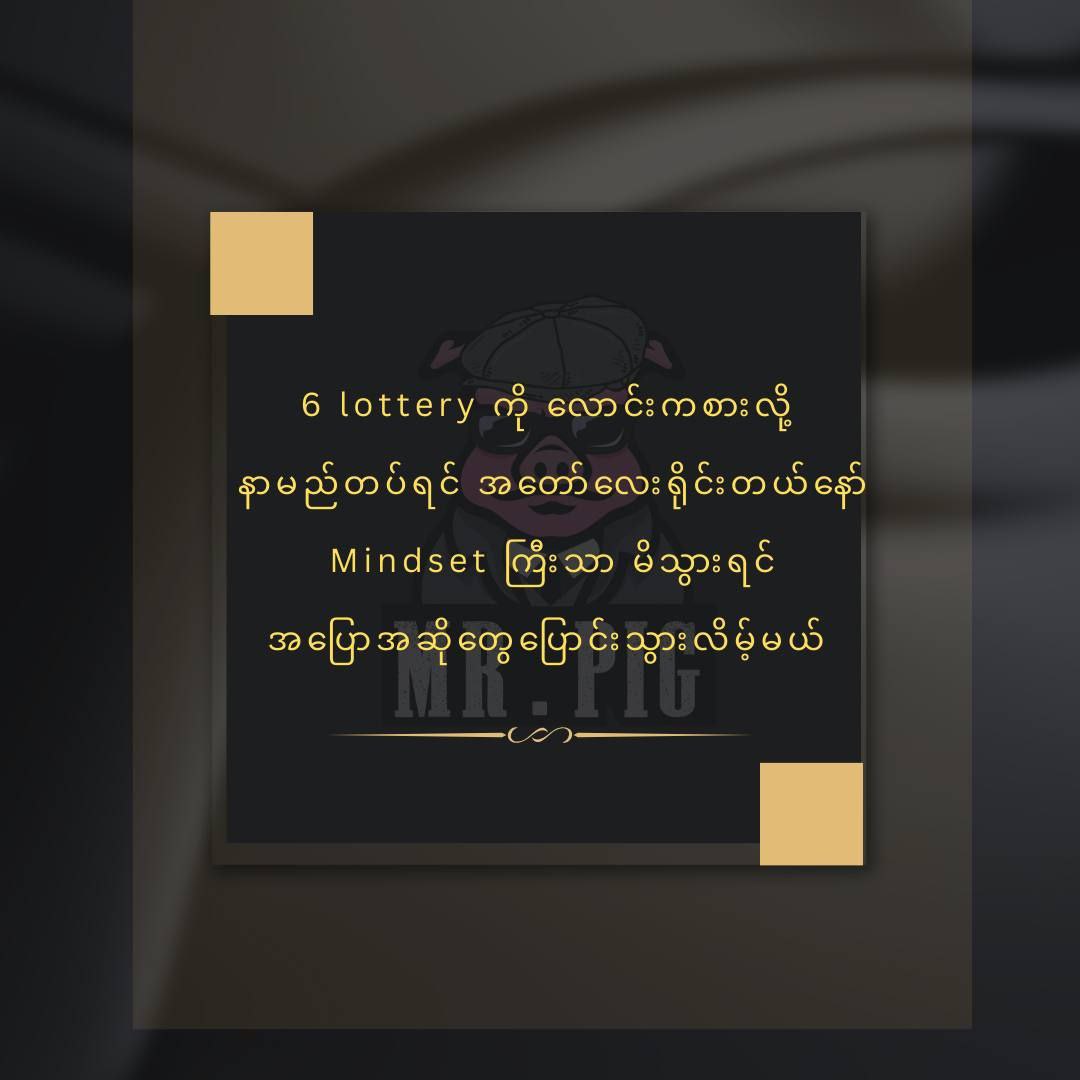 6 lottery ကို လောင်းကစားလို့
နာမည်တပ်ရင် အတော်လေးရိုင်းတယ်နော်
Mindset ကြီးသာ မိသွားရင်
အပြောအဆိုတွေပြောင်းသွားလိမ့်မယ်
MR. PIG